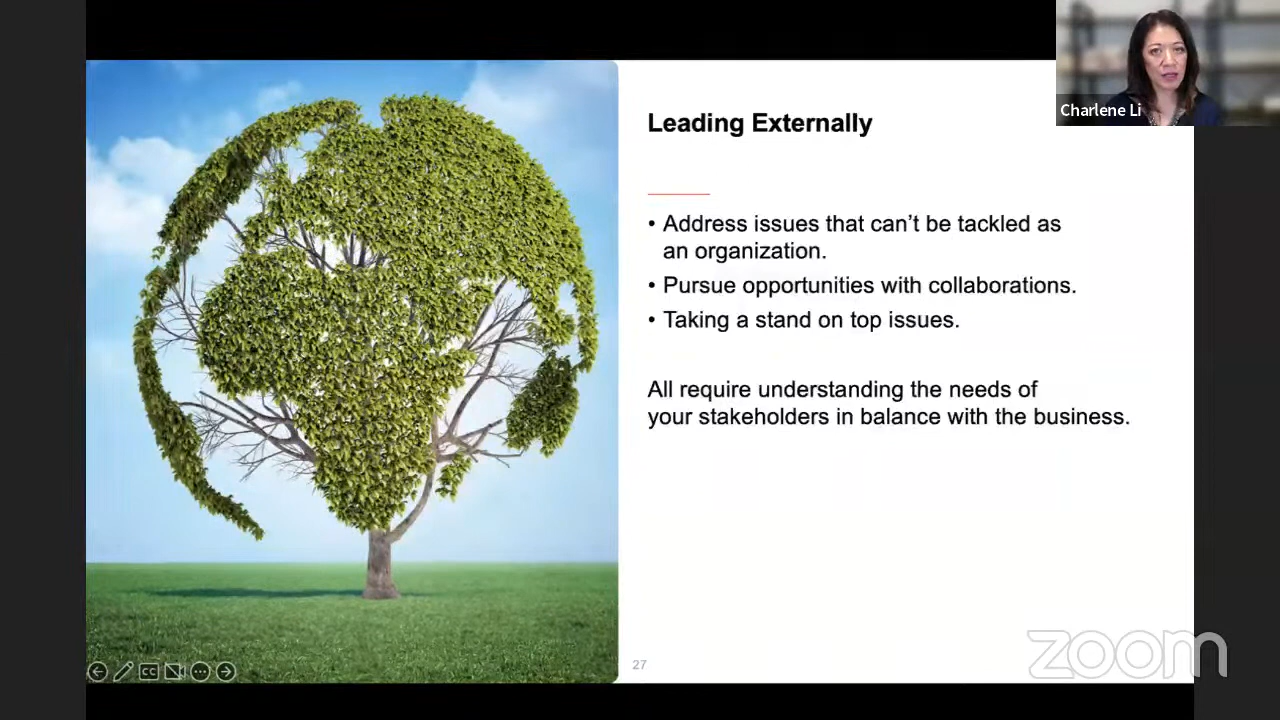 Charlene Li
Leading Externally
• Address issues that can’t be tackled as
an organization.
• Pursue opportunities with collaborations.
• Taking a stand on top issues.
All require understanding the needs of
your stakeholders in balance with the business.
CC
27
zoom